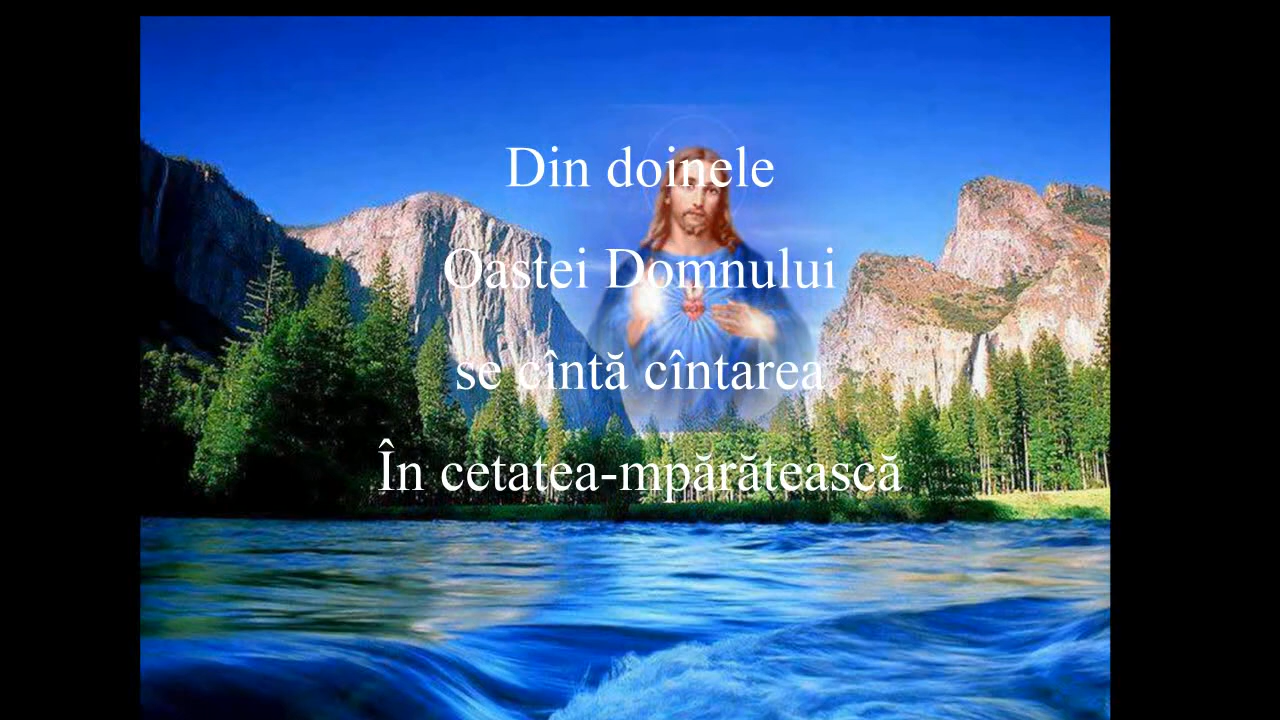 Din doinele
Oastei Domnului
se cîntă cîntarea
În cetatea-mpărătească